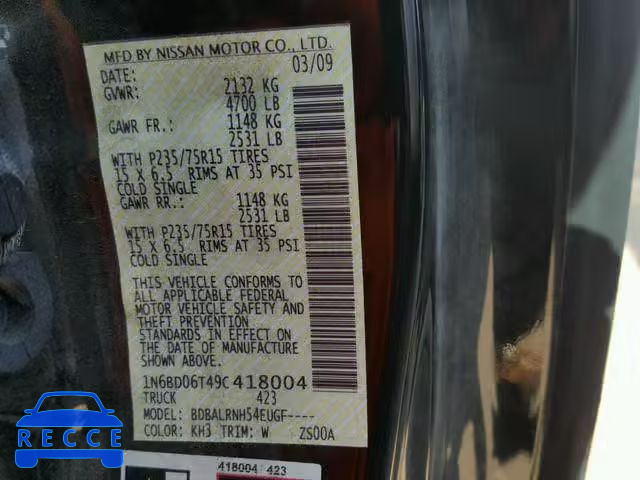 MFD BY NISSAN MOTOR CO., LTD.
DATE: 03/09
GVWR: 2132 KG
4700 LB
GAWR FR.: 1148 KG
2531 LB
WITH P235/75R15 TIRES
15 X 6.5 RIMS AT 35 PSI
COLD SINGLE
GAWR RR.: 1148 KG
2531 LB
WITH P235/75R15 TIRES
15 X 6.5 RIMS AT 35 PSI
COLD SINGLE
THIS VEHICLE CONFORMS TO
ALL APPLICABLE FEDERAL
MOTOR VEHICLE SAFETY AND
THEFT PREVENTION
STANDARDS IN EFFECT ON
THE DATE OF MANUFACTURE
SHOWN ABOVE.
1N6BD06T49C418004
TRUCK 423
MODEL: BDBALRNH54EUGF----
COLOR: KH3 TRIM: W ZS00A
418004 423
RECCE